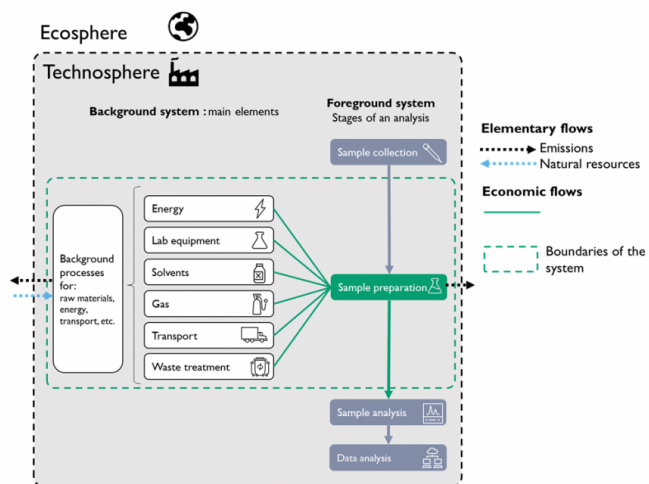 Ecosphere
Technosphere
Background system : main elements
Foreground system
Stages of an analysis
Sample collection
Elementary flows
Emissions
Natural resources
Economic flows
Boundaries of the
system
Background
processes
for:
raw materials,
energy,
transport, etc.
Energy
Lab equipment
Solvents
Gas
Transport
Waste treatment
Sample preparation
Sample analysis
Data analysis